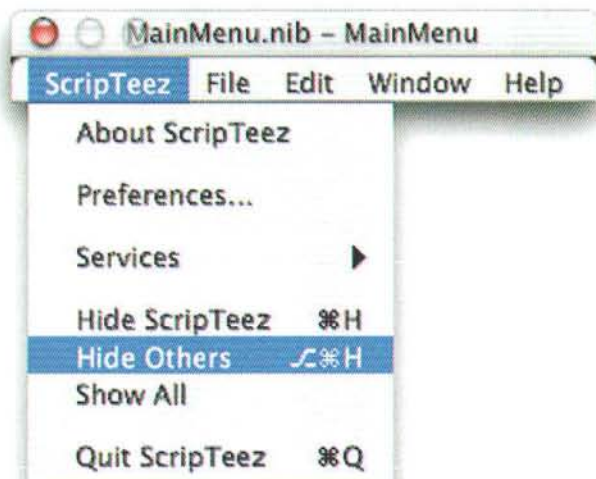 MainMenu.nib – MainMenu
ScripTeez File Edit Window Help
About ScripTeez
Preferences...
Services
Hide ScripTeez ⌘H
Hide Others ⌥⌘H
Show All
Quit ScripTeez ⌘Q